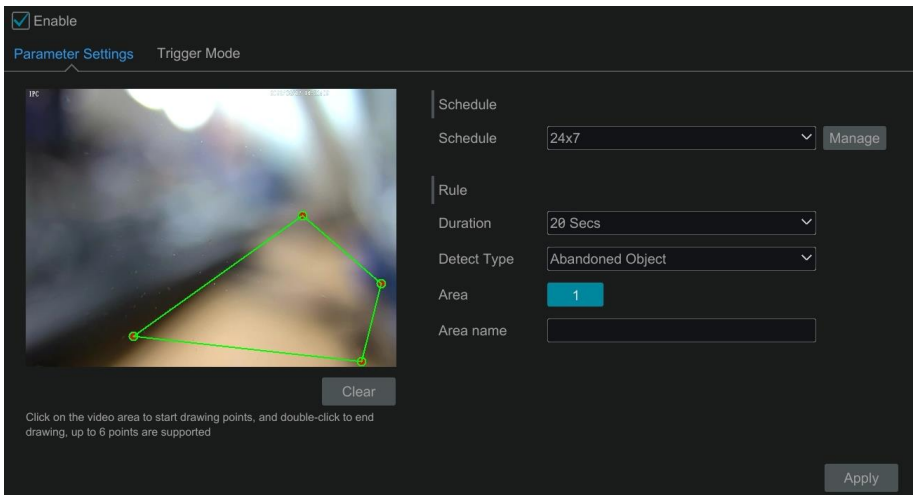 Enable
Parameter Settings Trigger Mode
IPC
Schedule
Schedule 24x7 Manage
Rule
Duration 20 Secs
Detect Type Abandoned Object
Area 1
Area name
Clear
Click on the video area to start drawing points, and double-click to end
drawing, up to 6 points are supported
Apply